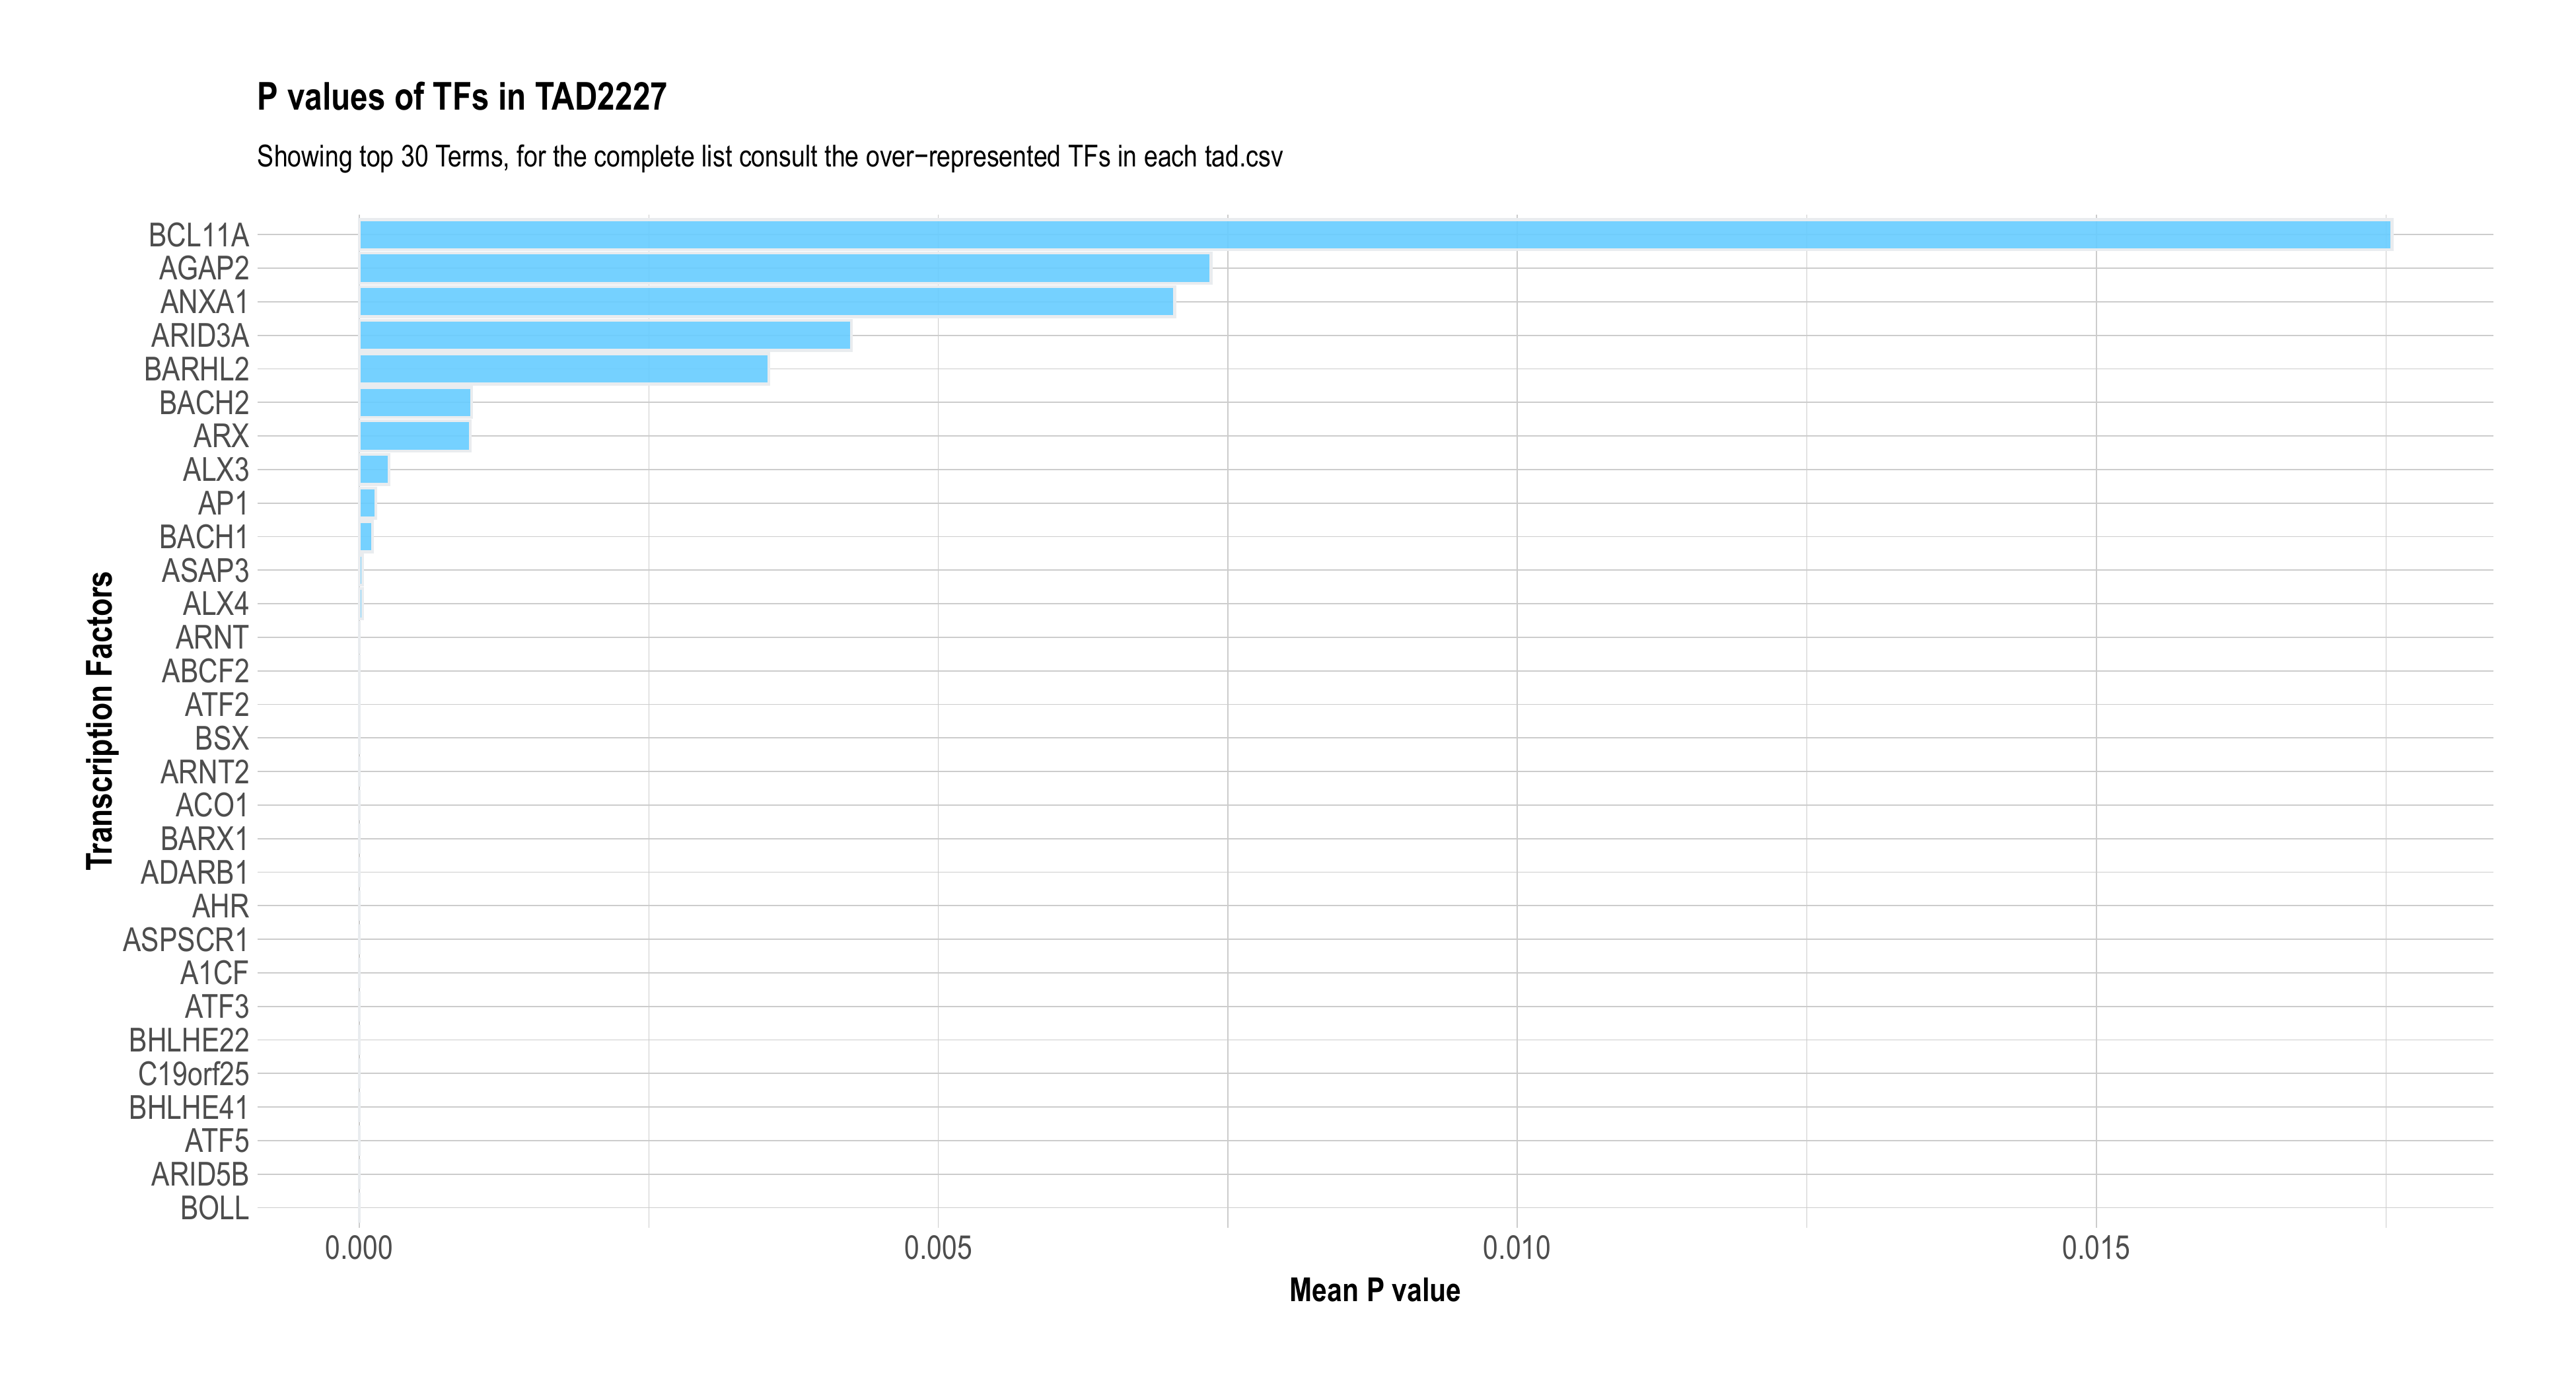 P values of TFs in TAD2227
Showing top 30 Terms, for the complete list consult the over−represented TFs in each tad.csv
Transcription Factors
BCL11A
AGAP2
ANXA1
ARID3A
BARHL2
BACH2
ARX
ALX3
AP1
BACH1
ASAP3
ALX4
ARNT
ABCF2
ATF2
BSX
ARNT2
ACO1
BARX1
ADARB1
AHR
ASPSCR1
A1CF
ATF3
BHLHE22
C19orf25
BHLHE41
ATF5
ARID5B
BOLL
0.000 0.005 0.010 0.015
Mean P value